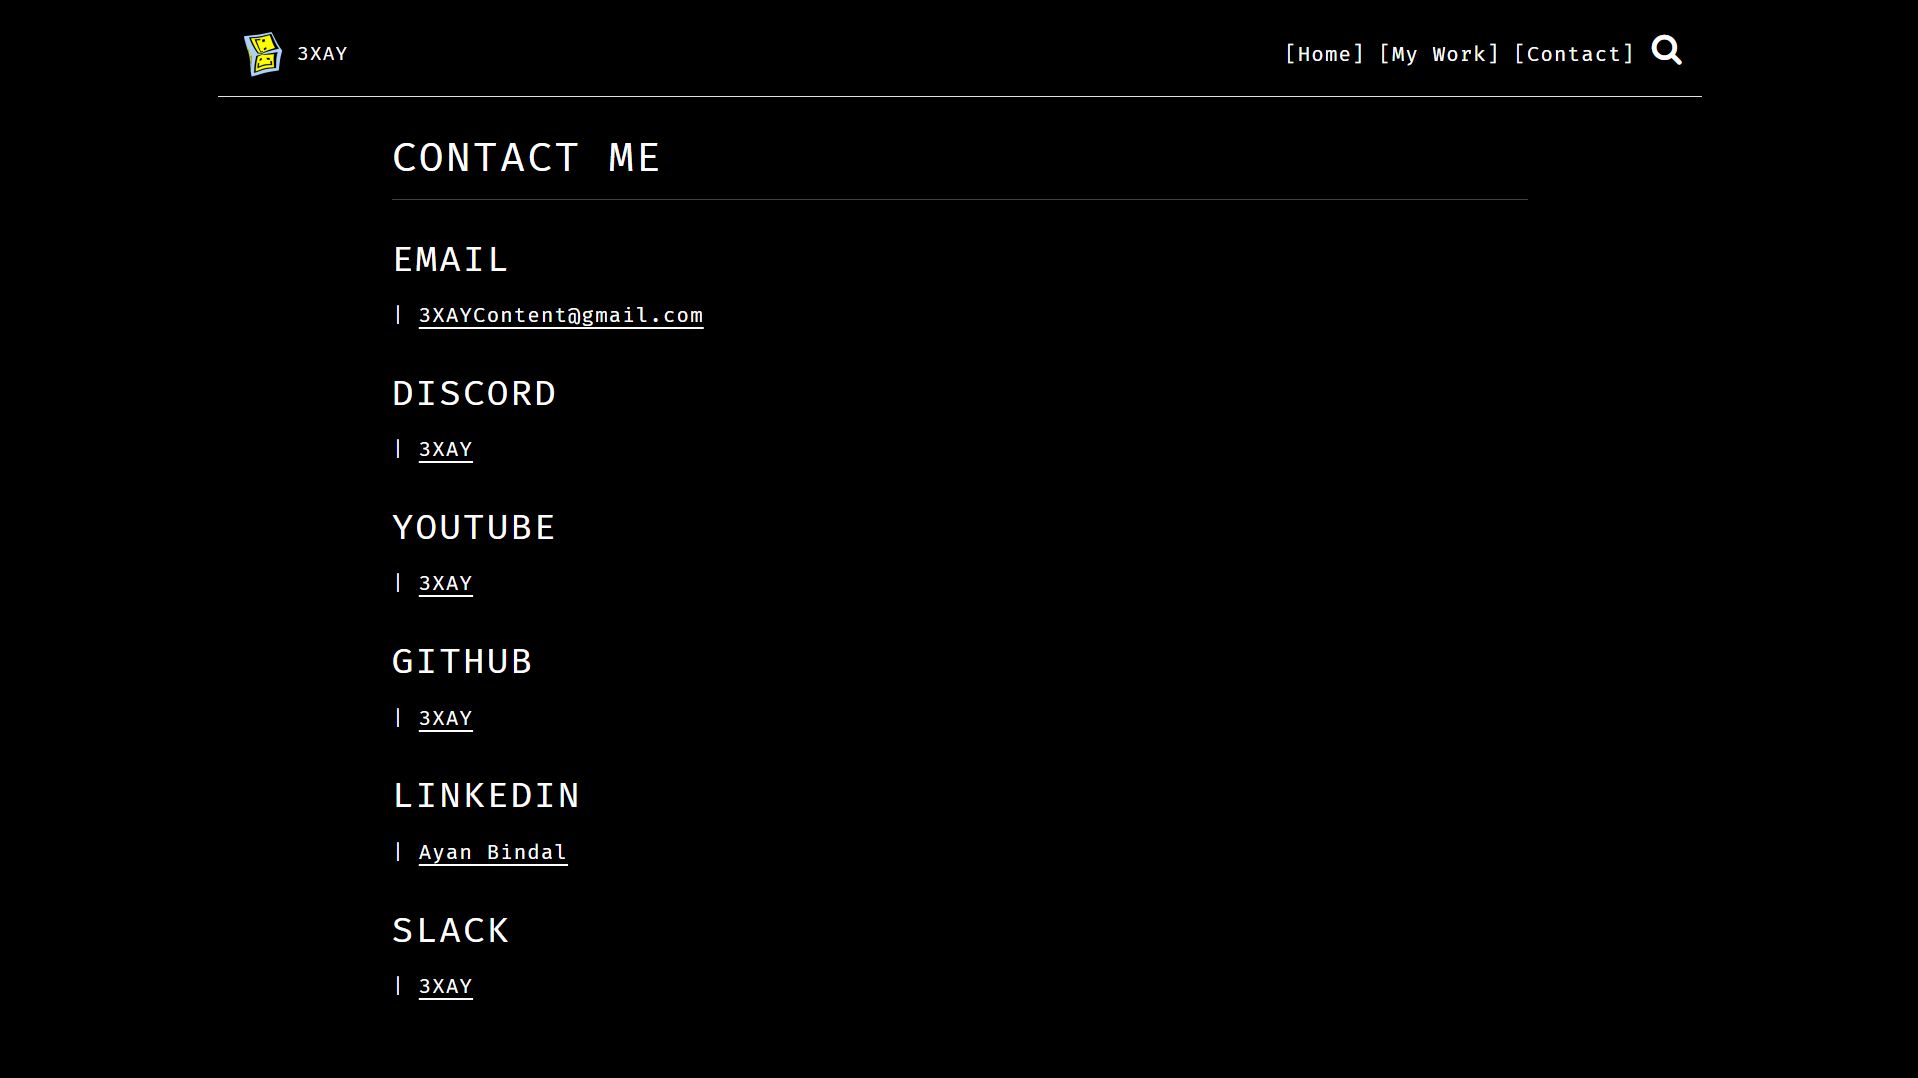 3XAY
[Home] [My Work] [Contact]
CONTACT ME
EMAIL
| 3XAYContent@gmail.com
DISCORD
| 3XAY
YOUTUBE
| 3XAY
GITHUB
| 3XAY
LINKEDIN
| Ayan Bindal
SLACK
| 3XAY